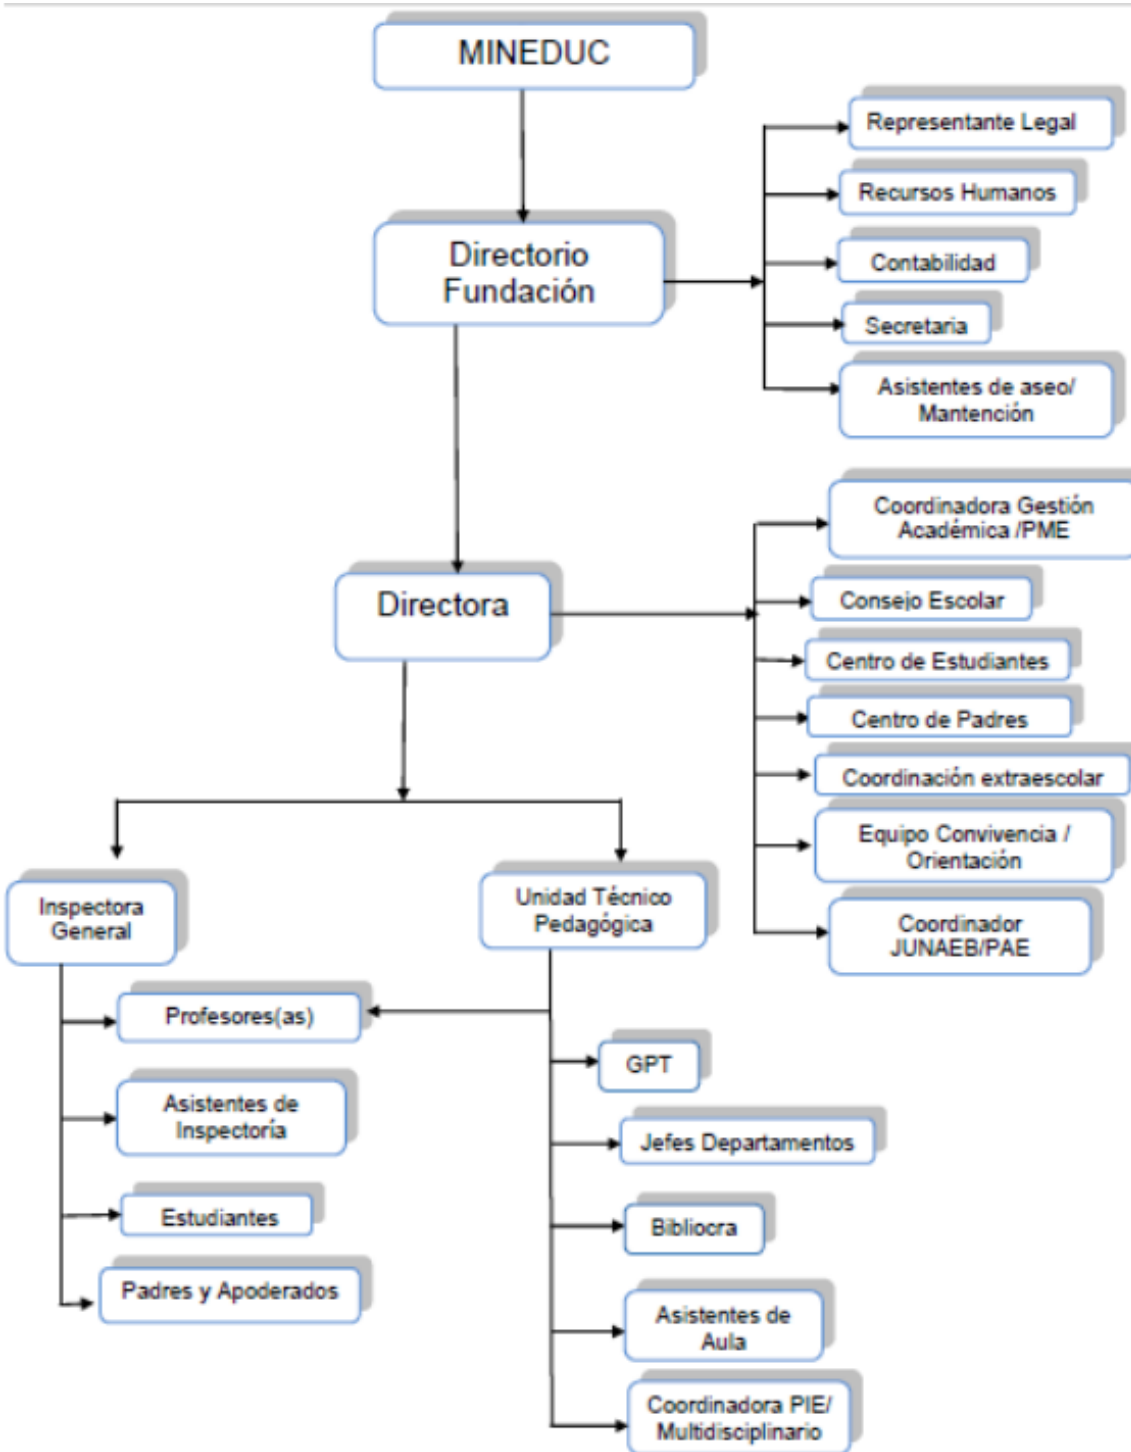 MINEDUC
Representante Legal
Recursos Humanos
Directorio
Fundación
Contabilidad
Secretaria
Asistentes de aseo/
Mantención
Coordinadora Gestión
Académica /PME
Directora
Consejo Escolar
Centro de Estudiantes
Centro de Padres
Coordinación extraescolar
Equipo Convivencia /
Orientación
Coordinador
JUNAEB/PAE
Inspectora
General
Unidad Técnico
Pedagógica
Profesores(as)
Asistentes de
Inspectoría
Estudiantes
Padres y Apoderados
GPT
Jefes Departamentos
Bibliocra
Asistentes de
Aula
Coordinadora PIE/
Multidisciplinario